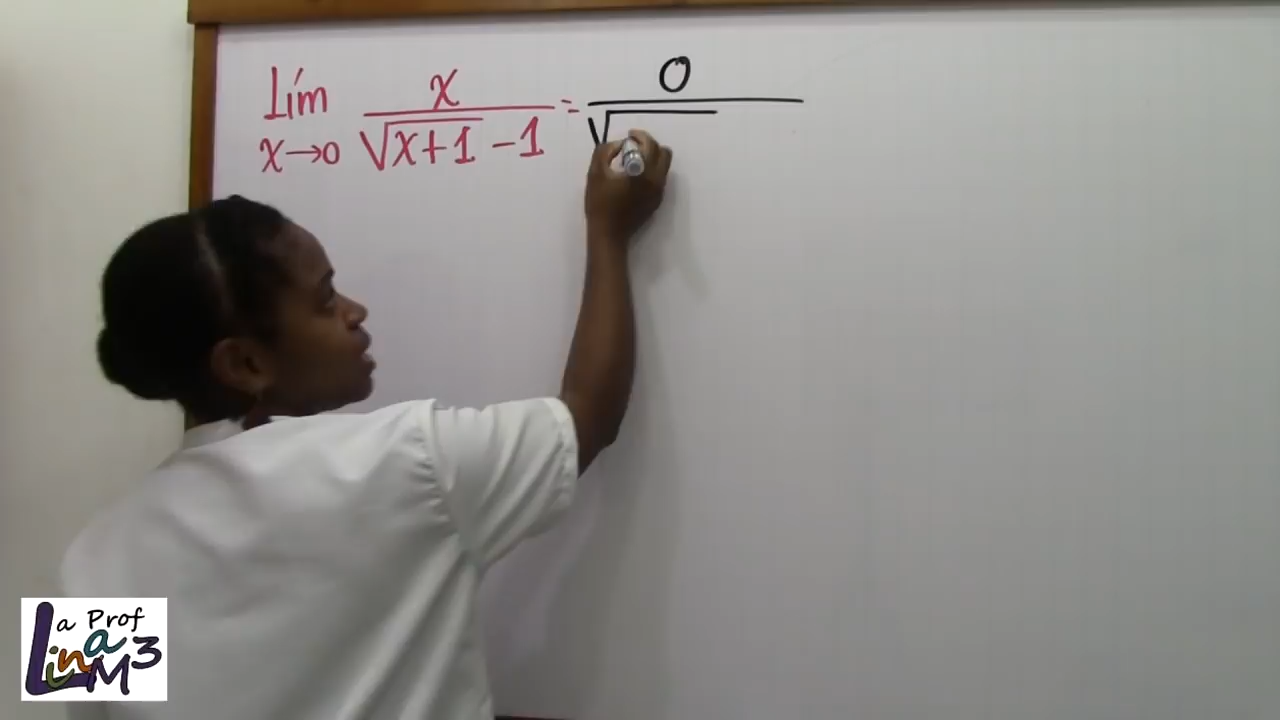 Lím x→0 x/(√(x+1) -1) = 0/√
La Prof
Lina M3